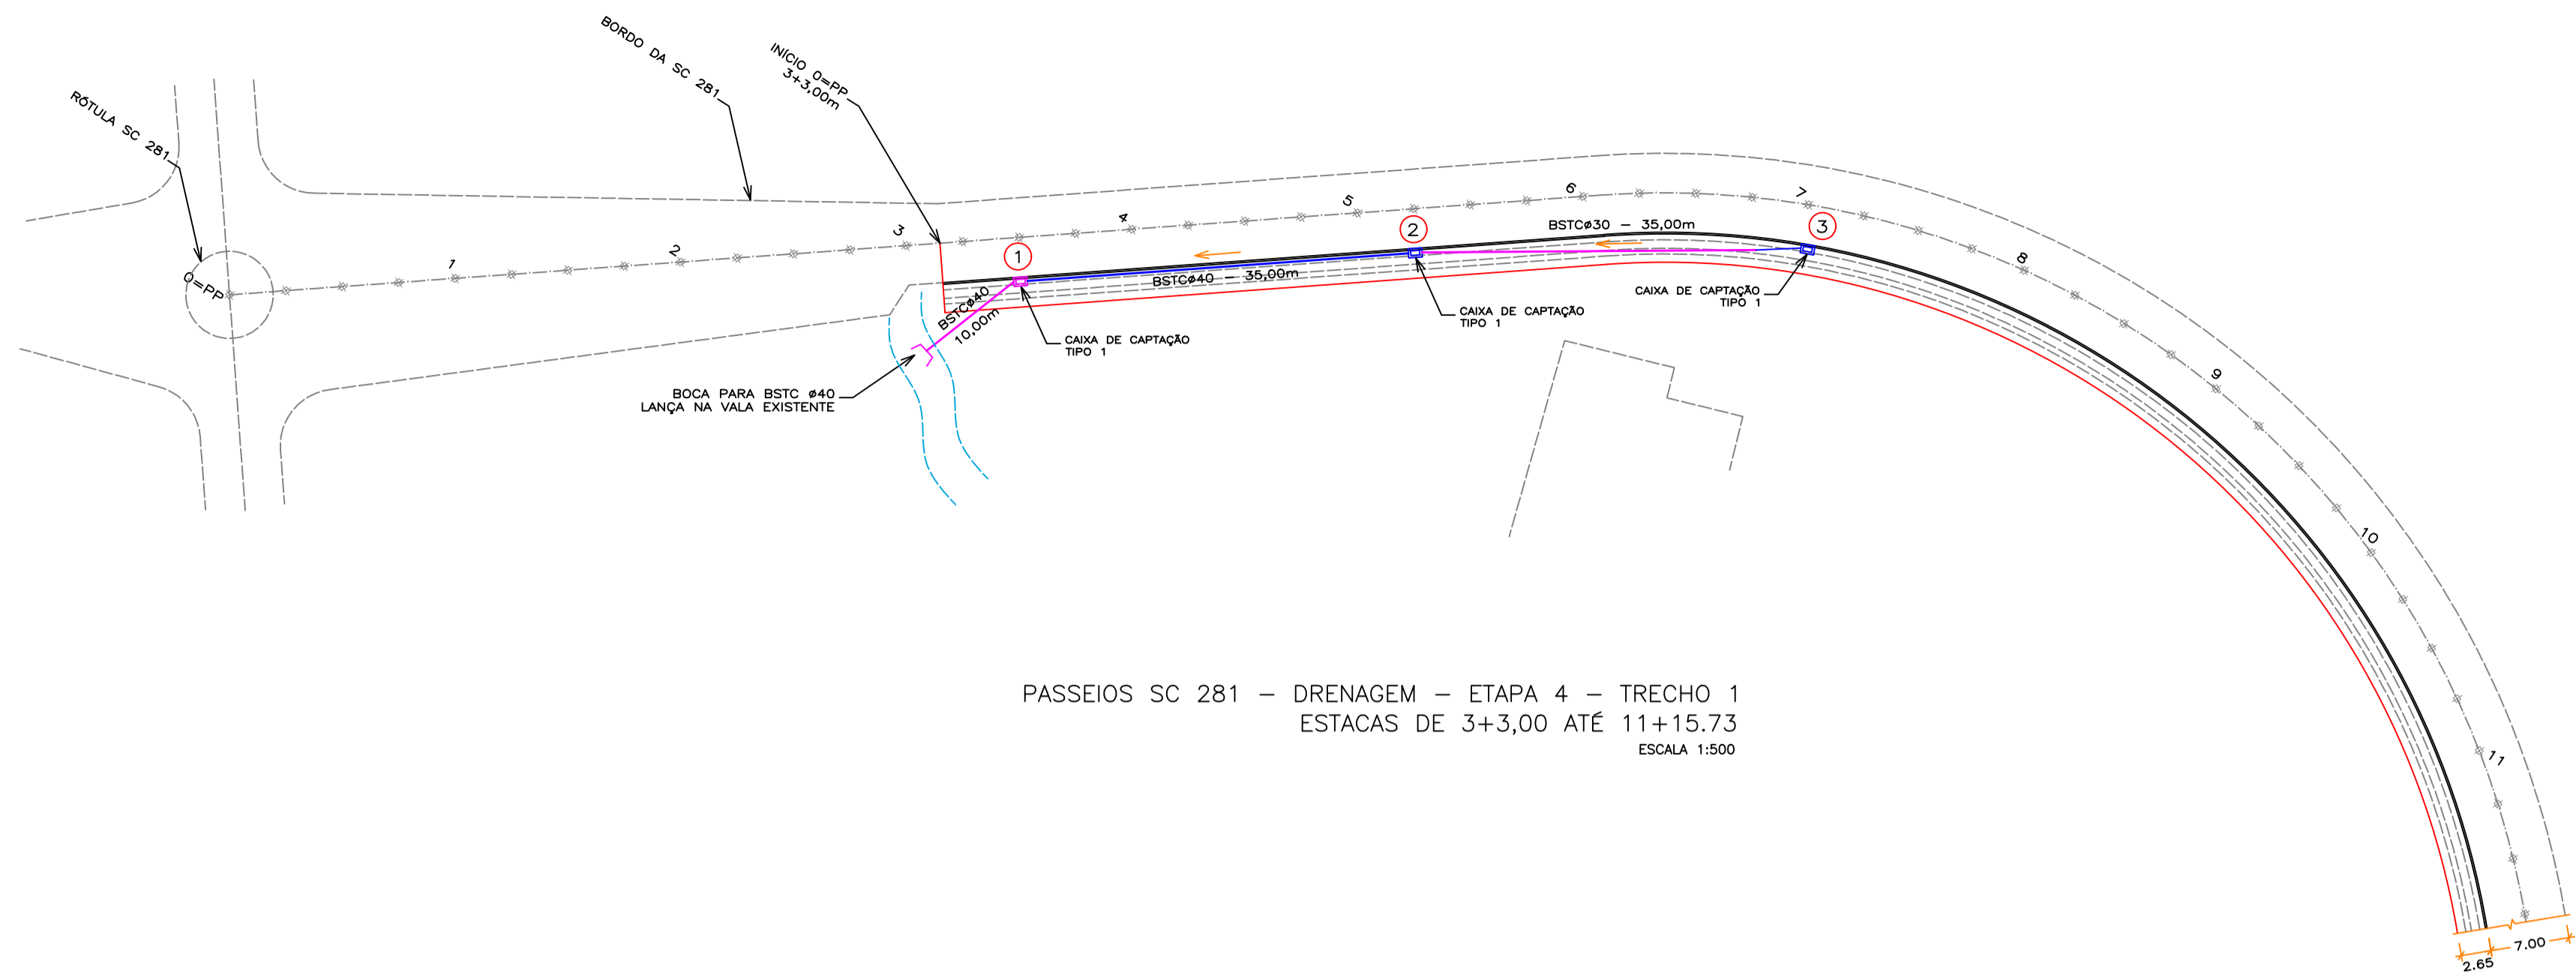 RÓTULA SC 281
BORDO DA SC 281
INÍCIO 0=PP
3+3,00m
0=PP
1
2
3
4
5
6
7
8
9
10
11
1
2
3
BSTCø30 – 35,00m
BSTCø40 – 35,00m
BSTCø40
10,00m
CAIXA DE CAPTAÇÃO
TIPO 1
CAIXA DE CAPTAÇÃO
TIPO 1
CAIXA DE CAPTAÇÃO
TIPO 1
BOCA PARA BSTC ø40
LANÇA NA VALA EXISTENTE
PASSEIOS SC 281 – DRENAGEM – ETAPA 4 – TRECHO 1
ESTACAS DE 3+3,00 ATÉ 11+15.73
ESCALA 1:500
2.65
7.00